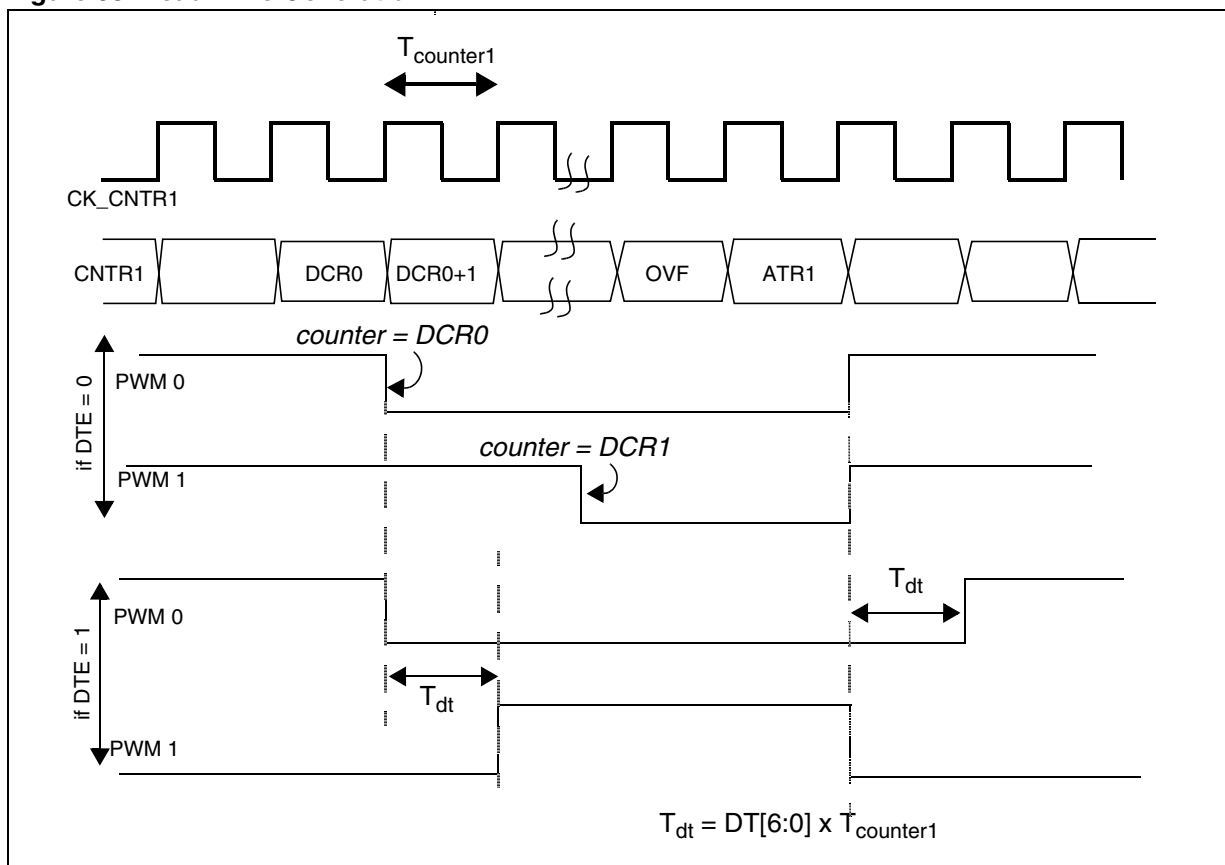 T counter1
CK_CNTR1
CNTR1
DCR0
DCR0+1
OVF
ATR1
counter = DCR0
if DTE = 0
PWM 0
counter = DCR1
PWM 1
if DTE = 1
PWM 0
Tdt
Tdt
PWM 1
Tdt = DT[6:0] x Tcounter1